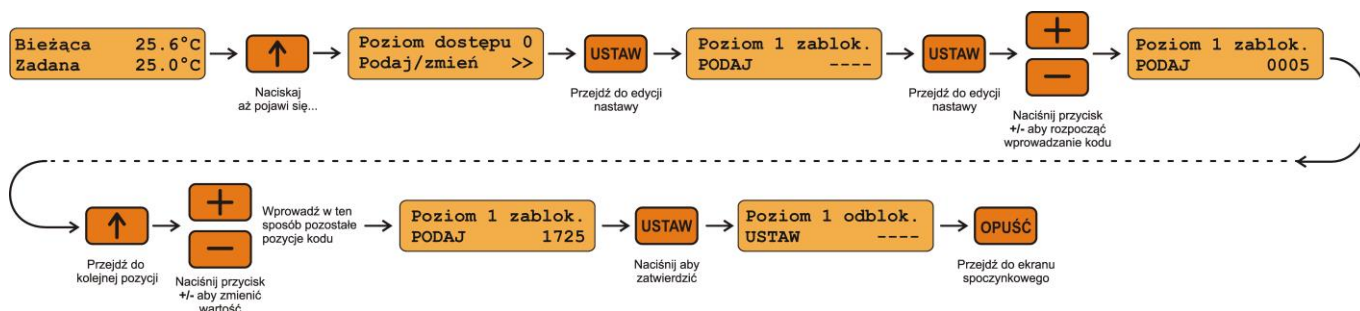 Bieżąca 25.6°C
Zadana 25.0°C
Naciskaj
aż pojawi się...
Poziom dostępu 0
Podaj/zmień >>
USTAW
Przejdź do edycji
nastawy
Poziom 1 zablok.
PODAJ ----
USTAW
Przejdź do edycji
nastawy
+
−
Naciśnij przycisk
+/- aby rozpocząć
wprowadzanie kodu
Poziom 1 zablok.
PODAJ 0005
Przejdź do
kolejnej pozycji
+
−
Naciśnij przycisk
+/- aby zmienić
wartość
Wprowadź w ten
sposób pozostałe
pozycje kodu
Poziom 1 zablok.
PODAJ 1725
USTAW
Naciśnij aby
zatwierdzić
Poziom 1 odblok.
USTAW ----
OPUŚĆ
Przejdź do ekranu
spoczynkowego